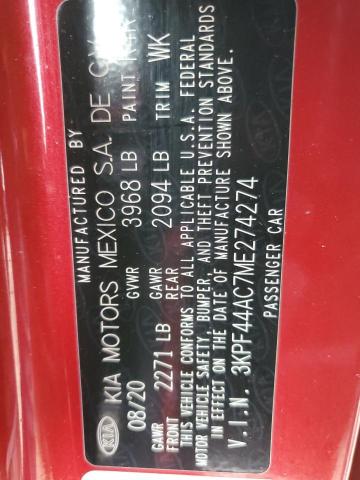 MANUFACTURED BY
KIA KIA MOTORS MEXICO S.A. DE C.V.
08/20 GVWR 3968 LB PAINT
GAWR FRONT 2271 LB GAWR REAR 2094 LB TRIM WK
THIS VEHICLE CONFORMS TO ALL APPLICABLE U.S.A. FEDERAL
MOTOR VEHICLE SAFETY, BUMPER, AND THEFT PREVENTION STANDARDS
IN EFFECT ON THE DATE OF MANUFACTURE SHOWN ABOVE.
V.I.N. 3KPF44AC7ME274274
PASSENGER CAR